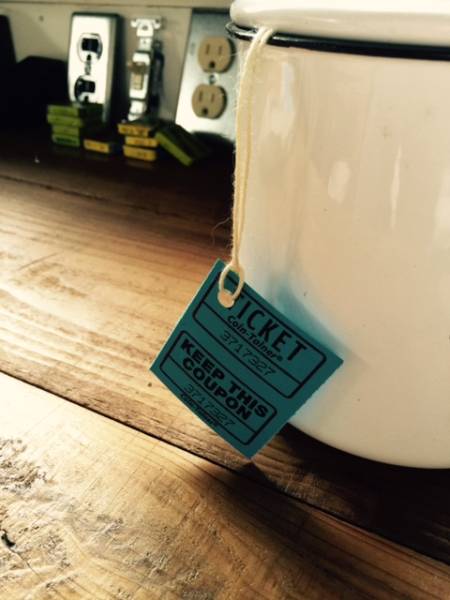 TICKET
Coin-Tainer®
3717327
KEEP THIS
COUPON
3717327